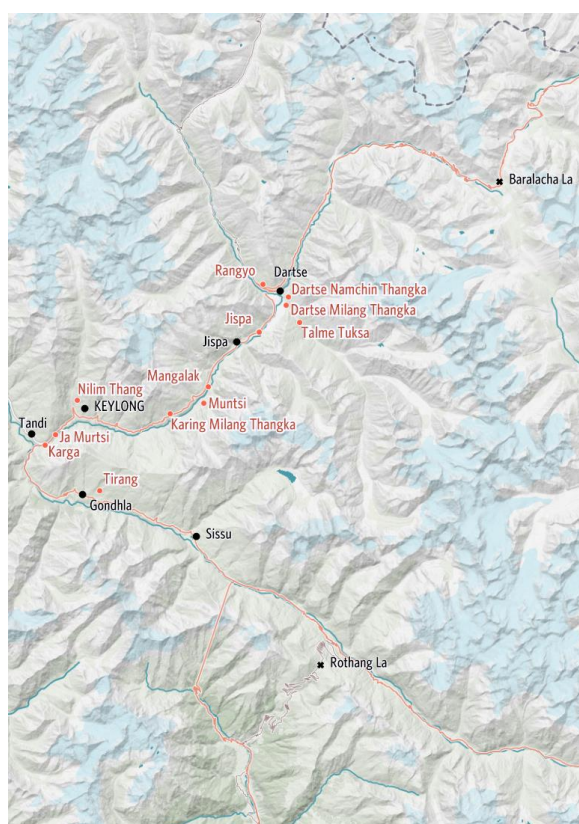 Baralacha La
Rangyo
Dartse
Dartse Namchin Thangka
Dartse Milang Thangka
Jispa
Talme Tuksa
Jispa
Mangalak
Nilim Thang
KEYLONG
Muntsi
Karing Milang Thangka
Tandi
Ja Murtsi
Karga
Tirang
Gondhla
Sissu
Rothang La